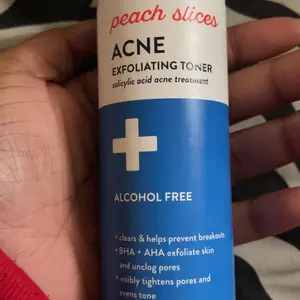 peach slices
ACNE
EXFOLIATING TONER
salicylic acid acne treatment
ALCOHOL FREE
+ clears & helps prevent breakouts
+ BHA + AHA exfoliate skin
and unclog pores
+ visibly tightens pores and
evens tone